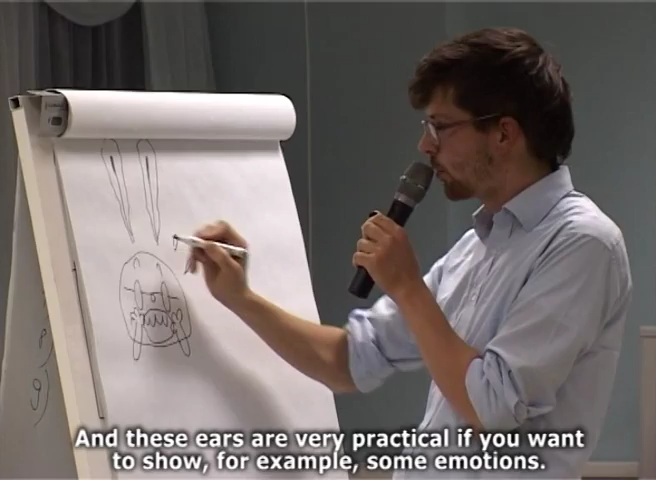 And these ears are very practical if you want
to show, for example, some emotions.